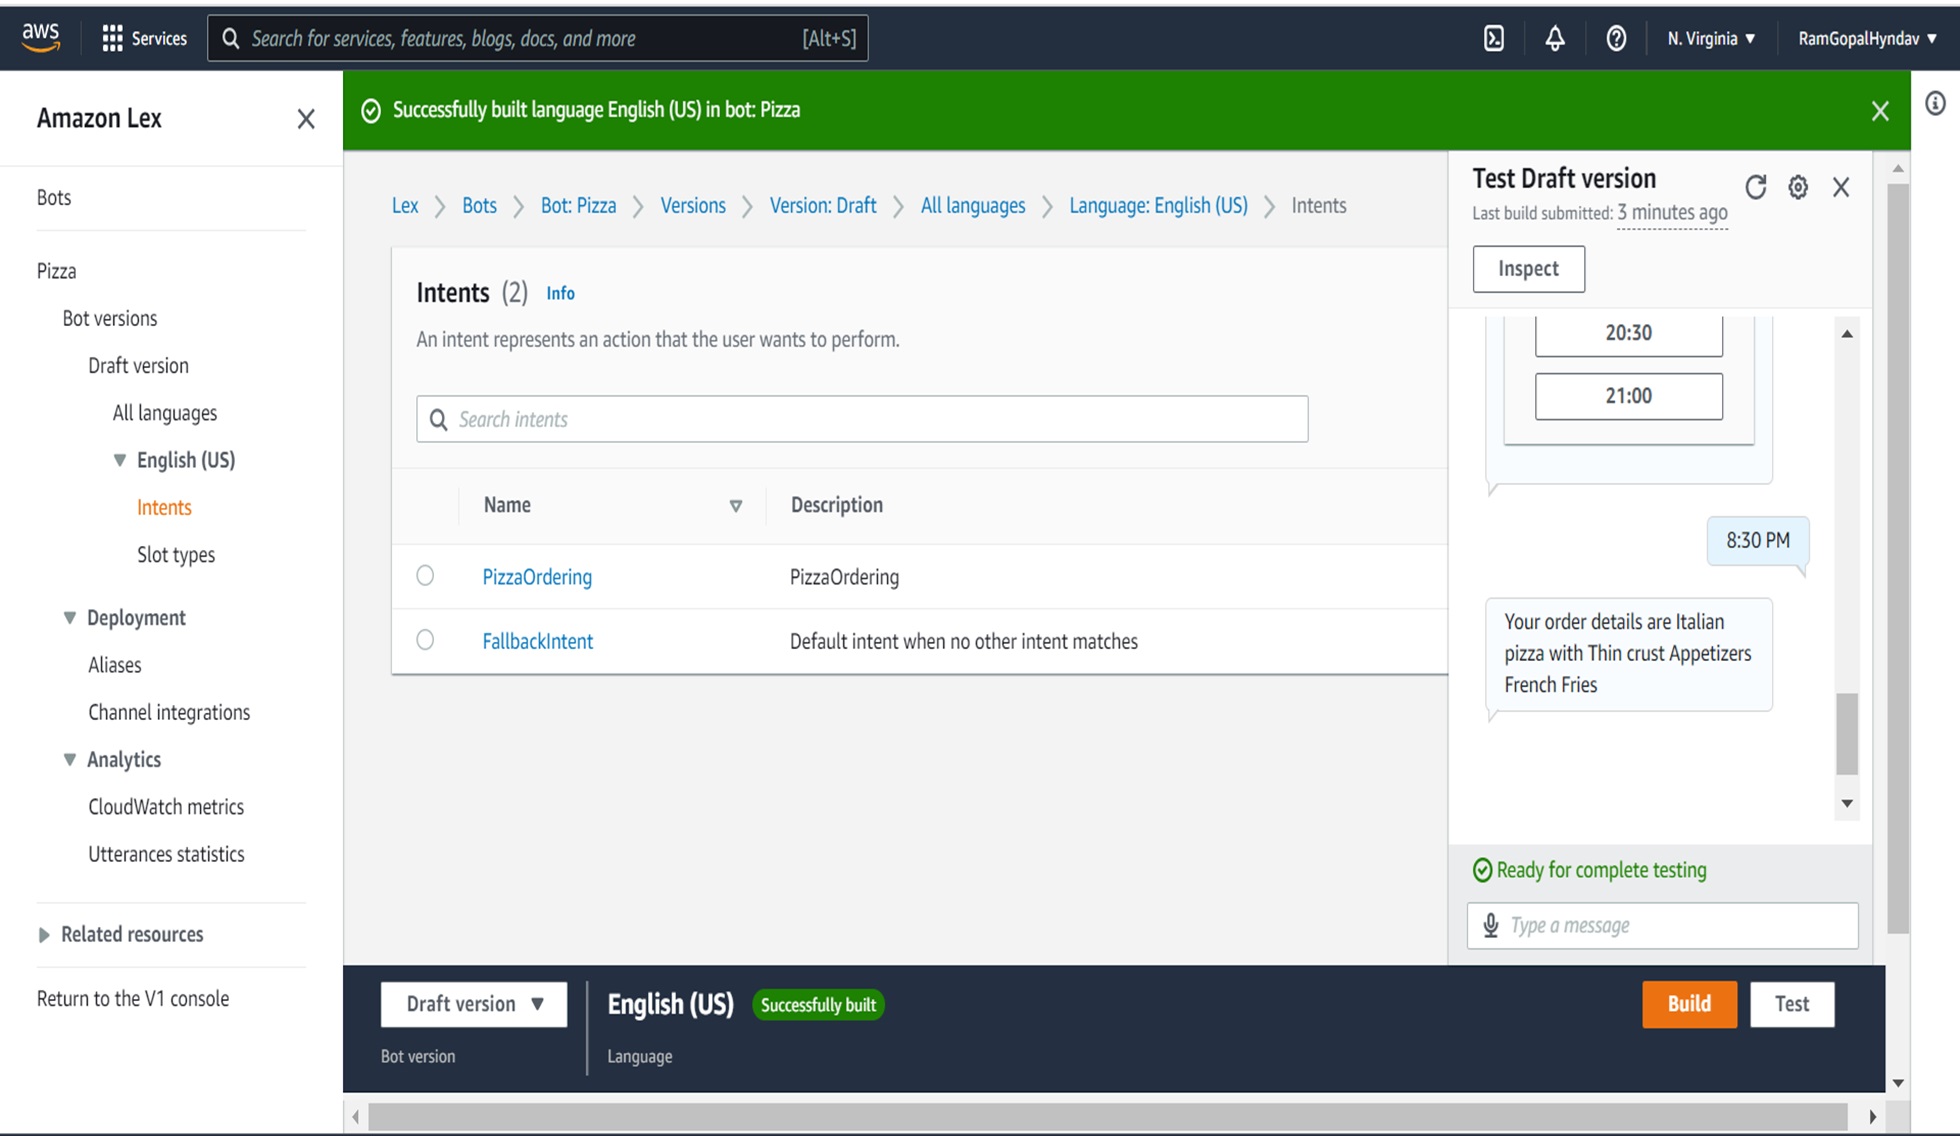 aws
Services
Search for services, features, blogs, docs, and more [Alt+S]
N. Virginia ▼
RamGopalHyndav ▼
Amazon Lex
Successfully built language English (US) in bot: Pizza
Bots
Pizza
Bot versions
Draft version
All languages
English (US)
Intents
Slot types
Deployment
Aliases
Channel integrations
Analytics
CloudWatch metrics
Utterances statistics
Related resources
Return to the V1 console
Lex > Bots > Bot: Pizza > Versions > Version: Draft > All languages > Language: English (US) > Intents
Intents (2) Info
An intent represents an action that the user wants to perform.
Search intents
Name Description
PizzaOrdering PizzaOrdering
FallbackIntent Default intent when no other intent matches
Test Draft version
Last build submitted: 3 minutes ago
Inspect
20:30
21:00
8:30 PM
Your order details are Italian
pizza with Thin crust Appetizers
French Fries
Ready for complete testing
Type a message
Draft version ▼
Bot version
English (US) Successfully built
Language
Build
Test